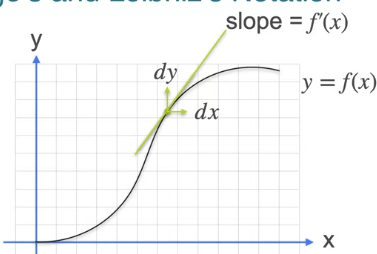 slope = f'(x)
y
dy
y = f(x)
dx
x